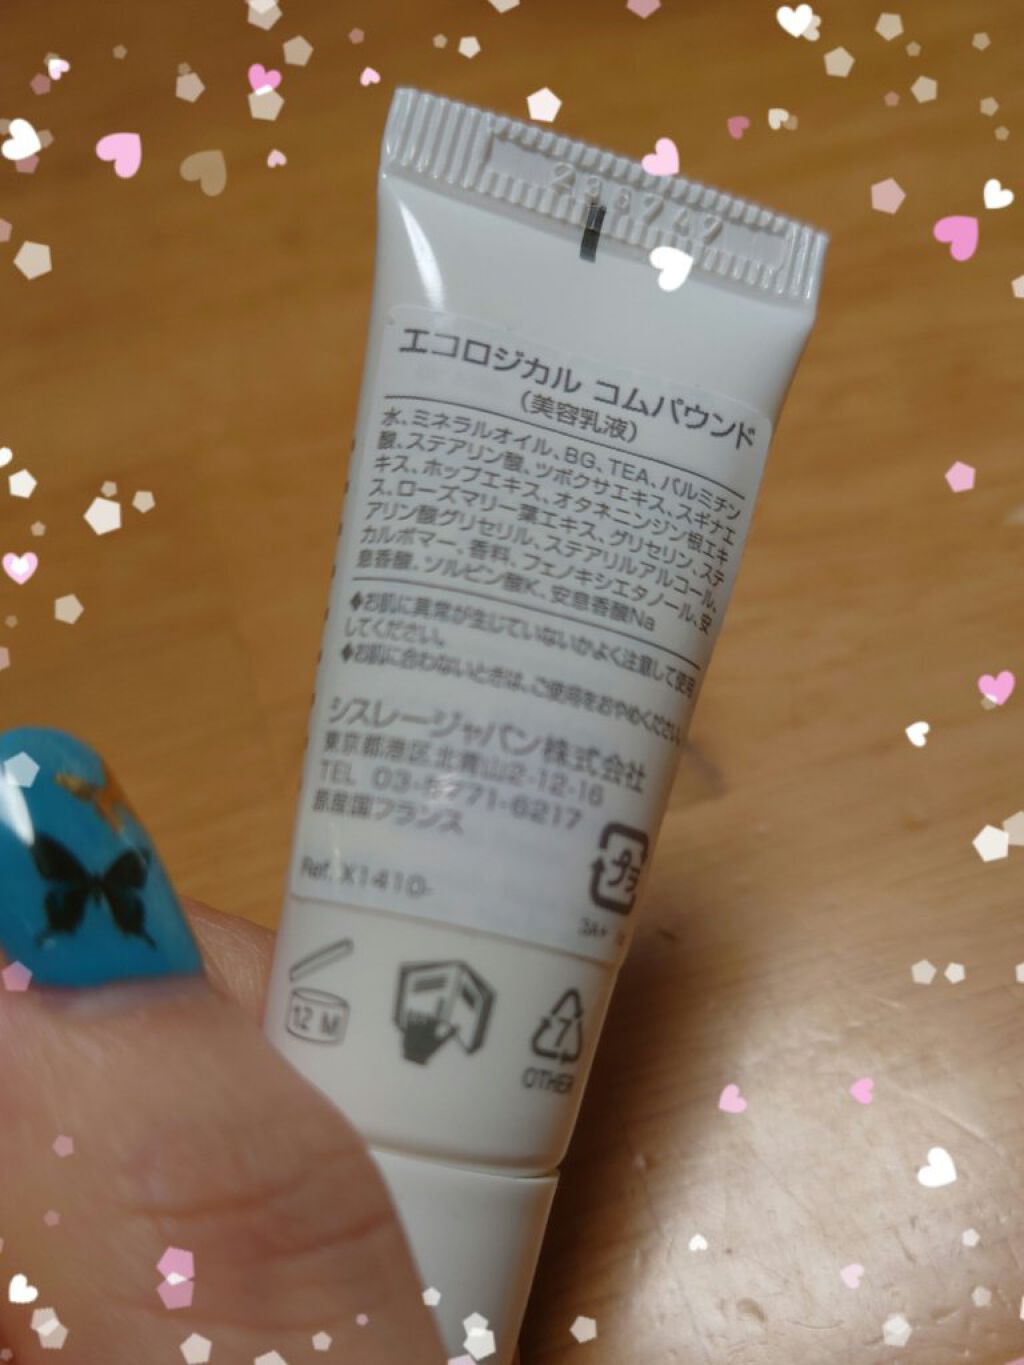 236747
エコロジカル コムパウンド
(美容乳液)
水、ミネラルオイル、BG、TEA、パルミチン
酸、ステアリン酸、ツボクサエキス、スギナエ
キス、ホップエキス、オタネニンジン根エキ
ス、ローズマリー葉エキス、グリセリン、ステ
アリン酸グリセリル、ステアリルアルコール、
カルボマー、香料、フェノキシエタノール、安
息香酸、ソルビン酸K、安息香酸Na
♦お肌に異常が生じていないかよく注意して使用
してください。
♦お肌に合わないときは、ご使用をおやめください。
シスレージャパン株式会社
東京都港区北青山2-12-16
TEL 03-5771-6217
原産国フランス
Ref. X1410-
プラ
12 M
7
OTHER